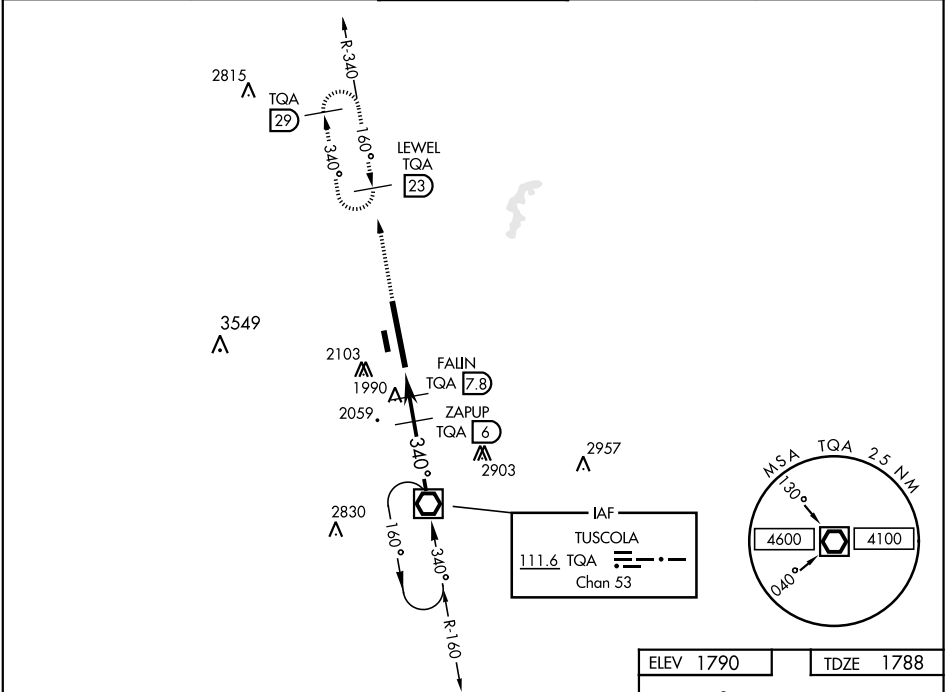 R-340
2815
TQA
29
160°
340°
LEWEL
TQA
23
3549
2103
FALIN
TQA 7.8
1990
2059
ZAPUP
TQA 6
2903
2957
340°
2830
160°
340°
R-160
IAF
TUSCOLA
111.6 TQA
Chan 53
MSA TQA 25 NM
130°
4600
4100
040°
ELEV 1790
TDZE 1788